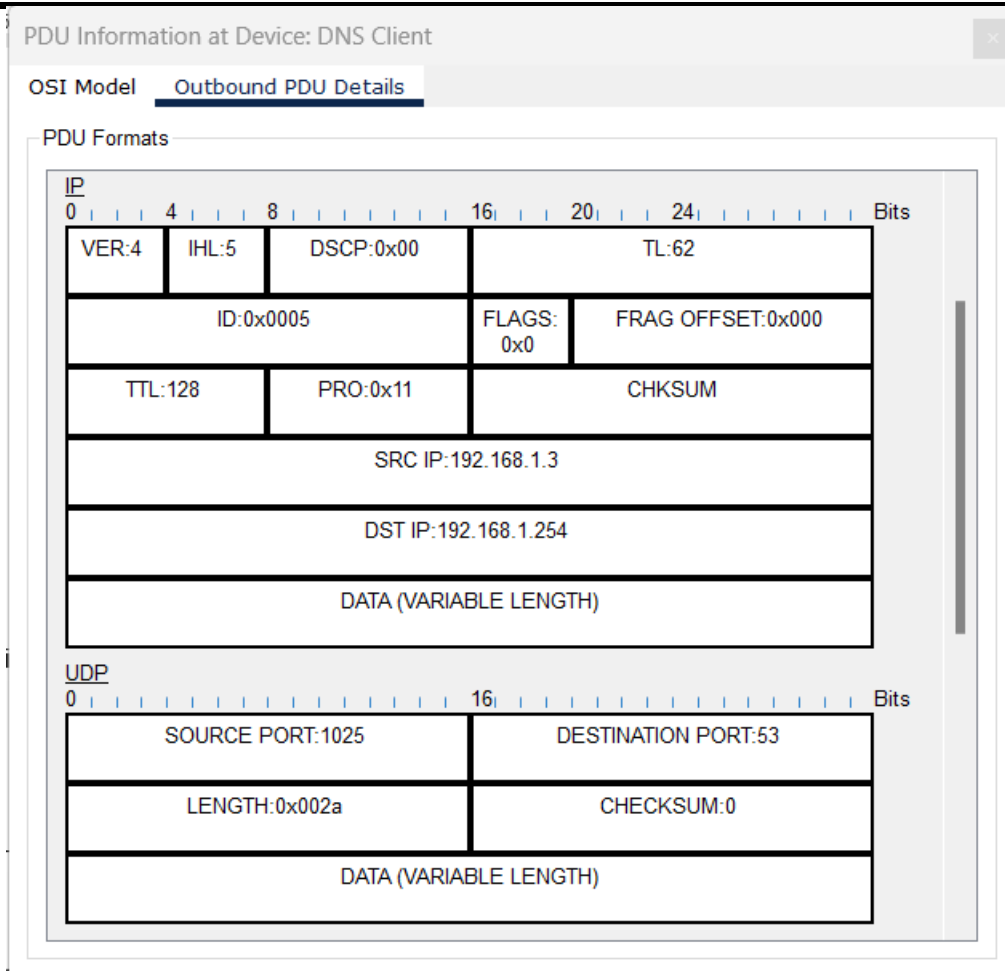 PDU Information at Device: DNS Client
OSI Model Outbound PDU Details
PDU Formats
IP
0 4 8 16 20 24 Bits
VER:4 IHL:5 DSCP:0x00 TL:62
ID:0x0005 FLAGS: FRAG OFFSET:0x000
0x0
TTL:128 PRO:0x11 CHKSUM
SRC IP:192.168.1.3
DST IP:192.168.1.254
DATA (VARIABLE LENGTH)
UDP
0 16 Bits
SOURCE PORT:1025 DESTINATION PORT:53
LENGTH:0x002a CHECKSUM:0
DATA (VARIABLE LENGTH)